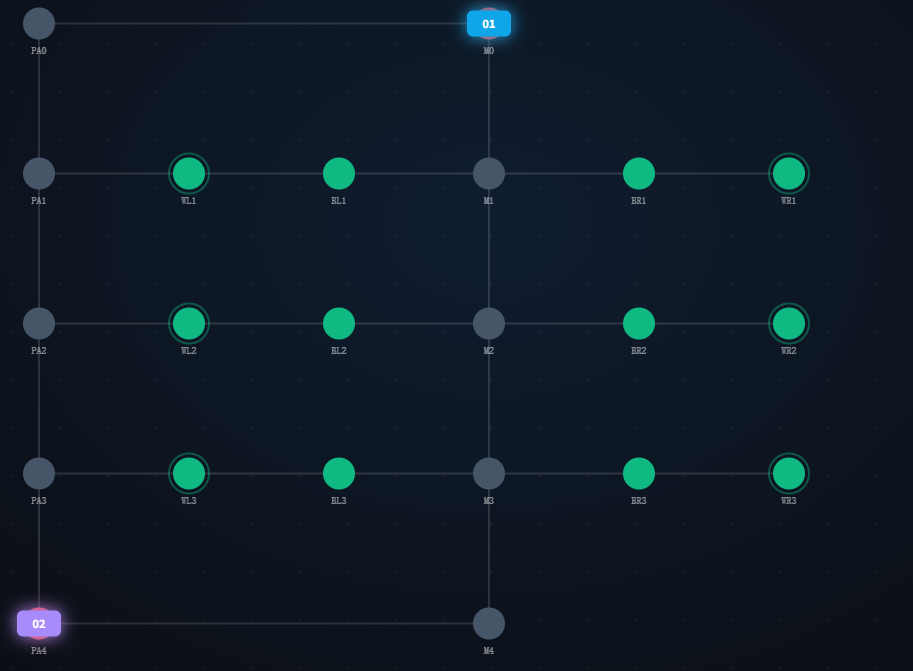 01
PA0 M0
PA1 WL1 BL1 M1 BR1 WR1
PA2 WL2 BL2 M2 BR2 WR2
PA3 WL3 BL3 M3 BR3 WR3
02
PA4 M4